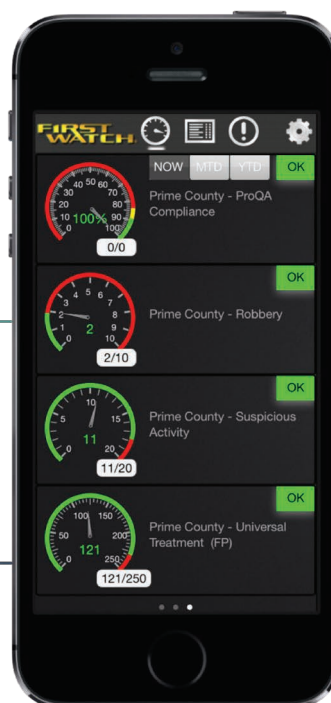 FIRST
WATCH
NOW MTD YTD OK
0 10 20 30 40 50 60 70 80 90 100
100%
0/0
Prime County - ProQA
Compliance
OK
0 1 2 3 4 5 6 7 8 9 10
2
2/10
Prime County - Robbery
OK
0 5 10 15 20
11
11/20
Prime County - Suspicious
Activity
OK
0 50 100 150 200 250
121
121/250
Prime County - Universal
Treatment (FP)